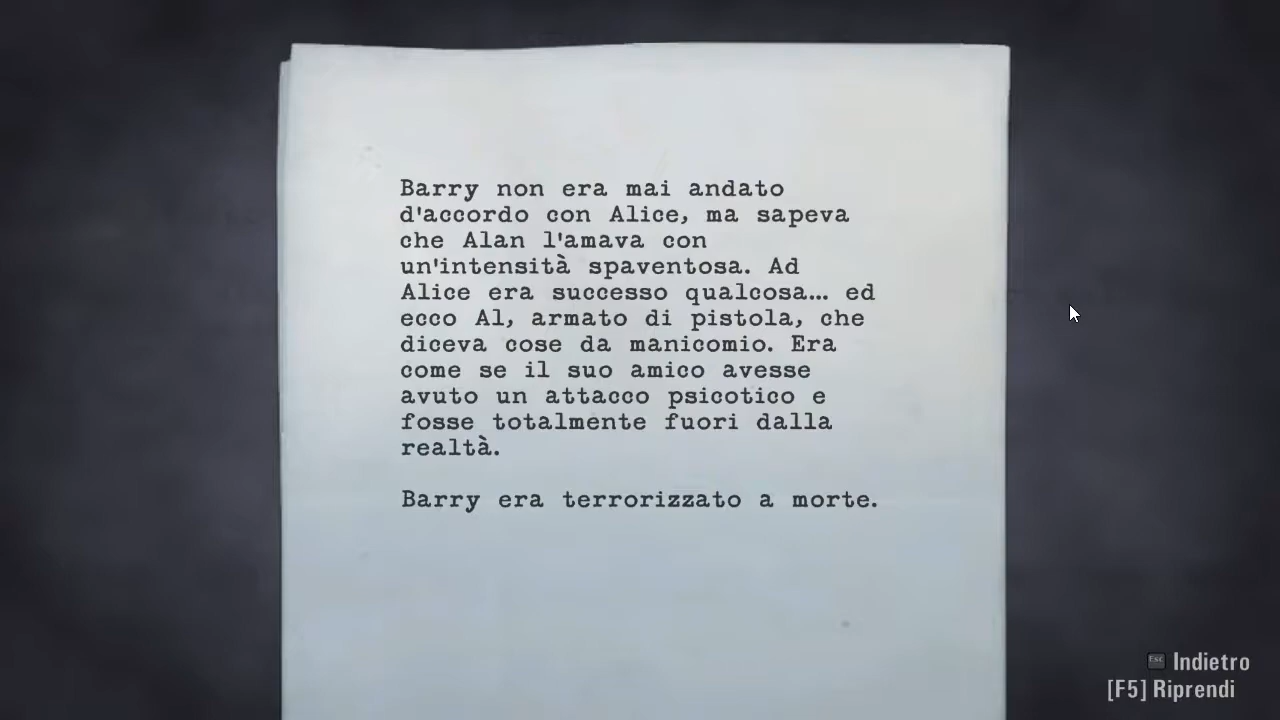 Barry non era mai andato
d'accordo con Alice, ma sapeva
che Alan l'amava con
un'intensità spaventosa. Ad
Alice era successo qualcosa... ed
ecco Al, armato di pistola, che
diceva cose da manicomio. Era
come se il suo amico avesse
avuto un attacco psicotico e
fosse totalmente fuori dalla
realtà.
Barry era terrorizzato a morte.
Esc Indietro
[F5] Riprendi